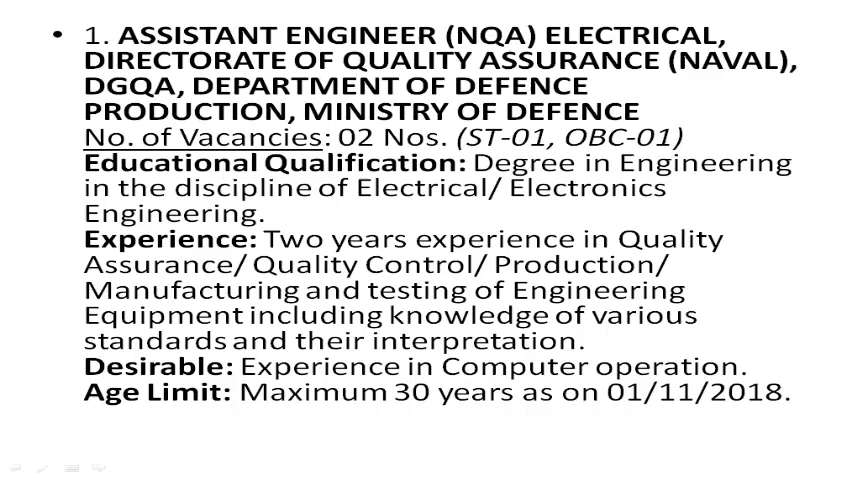 • 1. ASSISTANT ENGINEER (NQA) ELECTRICAL,
DIRECTORATE OF QUALITY ASSURANCE (NAVAL),
DGQA, DEPARTMENT OF DEFENCE
PRODUCTION, MINISTRY OF DEFENCE
No. of Vacancies: 02 Nos. (ST-01, OBC-01)
Educational Qualification: Degree in Engineering
in the discipline of Electrical/ Electronics
Engineering.
Experience: Two years experience in Quality
Assurance/ Quality Control/ Production/
Manufacturing and testing of Engineering
Equipment including knowledge of various
standards and their interpretation.
Desirable: Experience in Computer operation.
Age Limit: Maximum 30 years as on 01/11/2018.